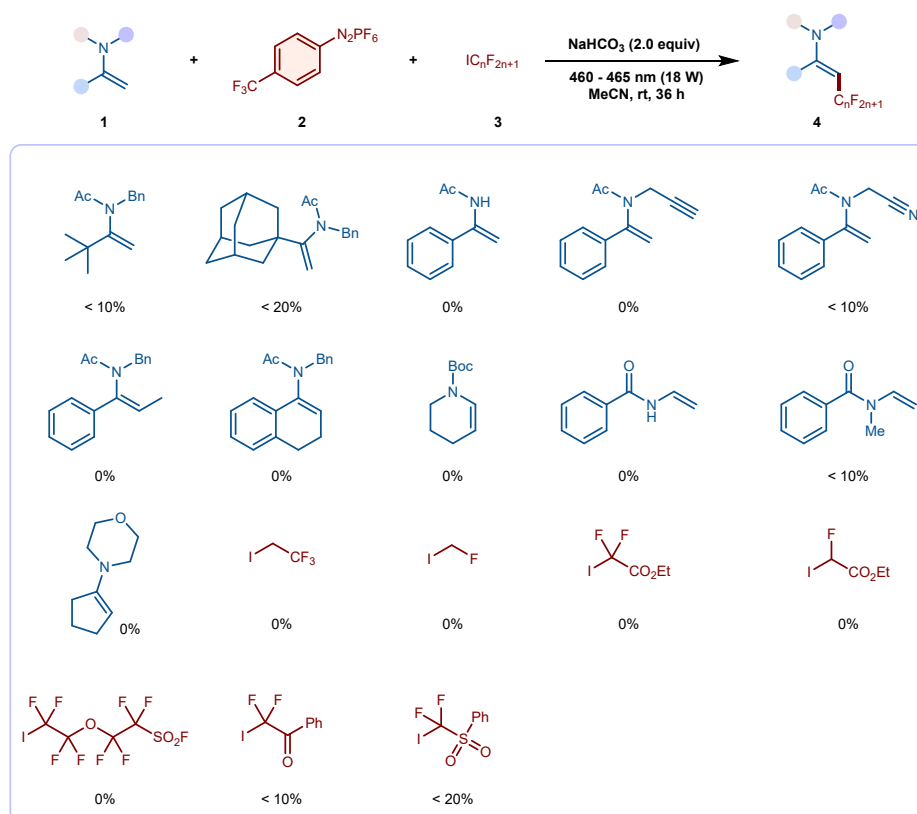 N
N₂PF₆
F₃C
+
+
ICₙF₂ₙ₊₁
NaHCO₃ (2.0 equiv)
460 - 465 nm (18 W)
MeCN, rt, 36 h
N
CₙF₂ₙ₊₁
1
2
3
4
Ac N Bn
Ac N Bn
Ac NH
Ac N
Ac N N
< 10%
< 20%
0%
0%
< 10%
Ac N Bn
Ac N Bn
Boc N
O N H
O N Me
0%
0%
0%
0%
< 10%
O N
I CF₃
I F
F F I CO₂Et
F I CO₂Et
0%
0%
0%
0%
0%
F F I F F O F F F F SO₂F
F F I Ph O
F F I S Ph O O
0%
< 10%
< 20%